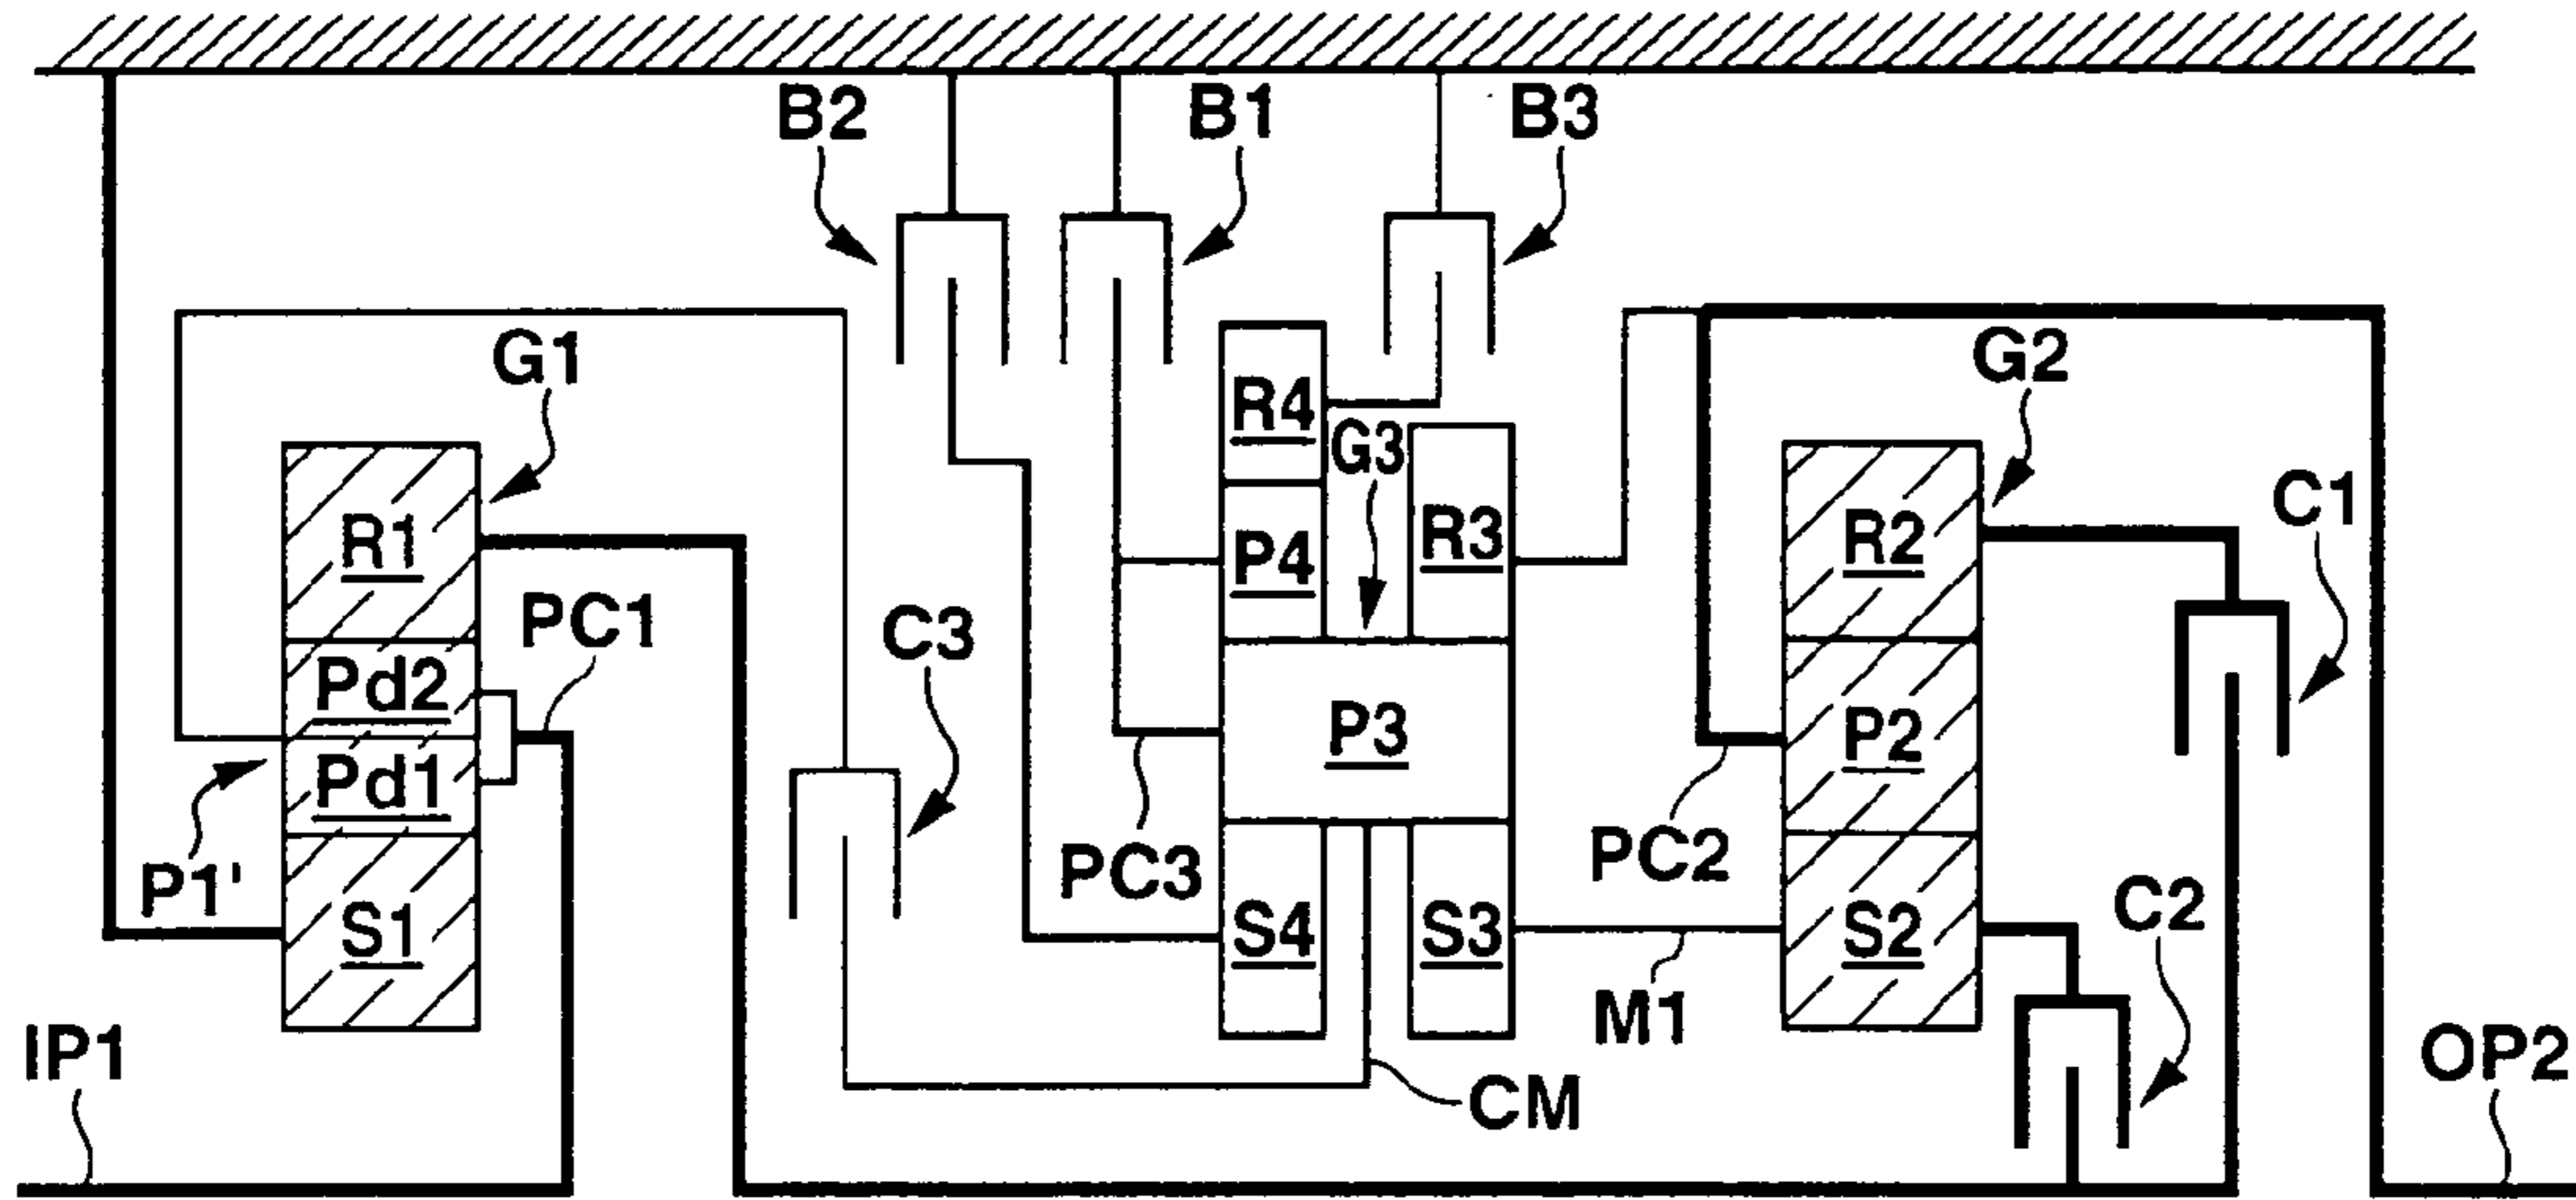 B2
B1
B3
G1
G2
R4
G3
C1
R1
P4
R3
R2
PC1
C3
Pd2
P3
P2
Pd1
P1'
PC3
PC2
C2
S1
S4
S3
S2
M1
IP1
OP2
CM